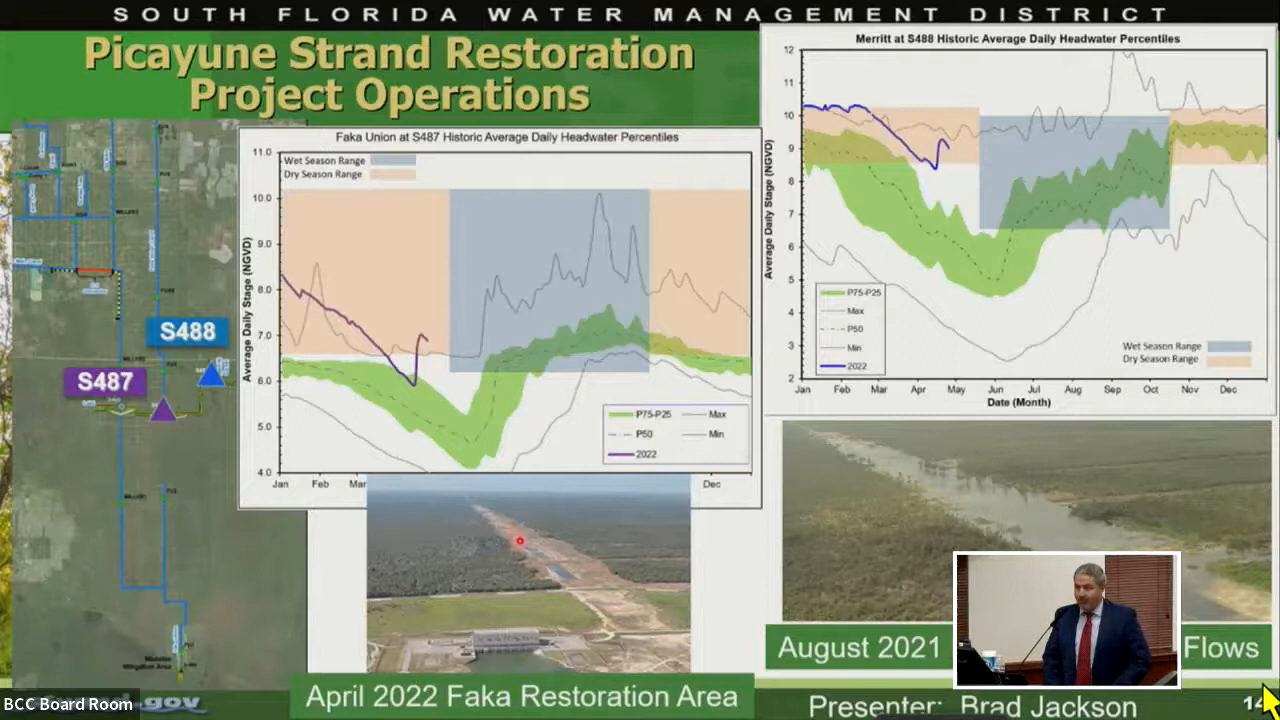 SOUTH FLORIDA WATER MANAGEMENT DISTRICT
Picayune Strand Restoration
Project Operations
Faka Union at S487 Historic Average Daily Headwater Percentiles
Wet Season Range
Dry Season Range
Average Daily Stage (NGVD)
11.0
10.0
9.0
8.0
7.0
6.0
5.0
4.0
Jan Feb Mar Dec
P75-P25 Max
P50 Min
2022
Merritt at S488 Historic Average Daily Headwater Percentiles
Average Daily Stage (NGVD)
12
11
10
9
8
7
6
5
4
3
2
P75-P25
Max
P50
Min
2022
Wet Season Range
Dry Season Range
Jan Feb Mar Apr May Jun Jul Aug Sep Oct Nov Dec
Date (Month)
S488
S487
Mitigation Area
April 2022 Faka Restoration Area
August 2021
Flows
Presenter: Brad Jackson
14
.gov
BCC Board Room